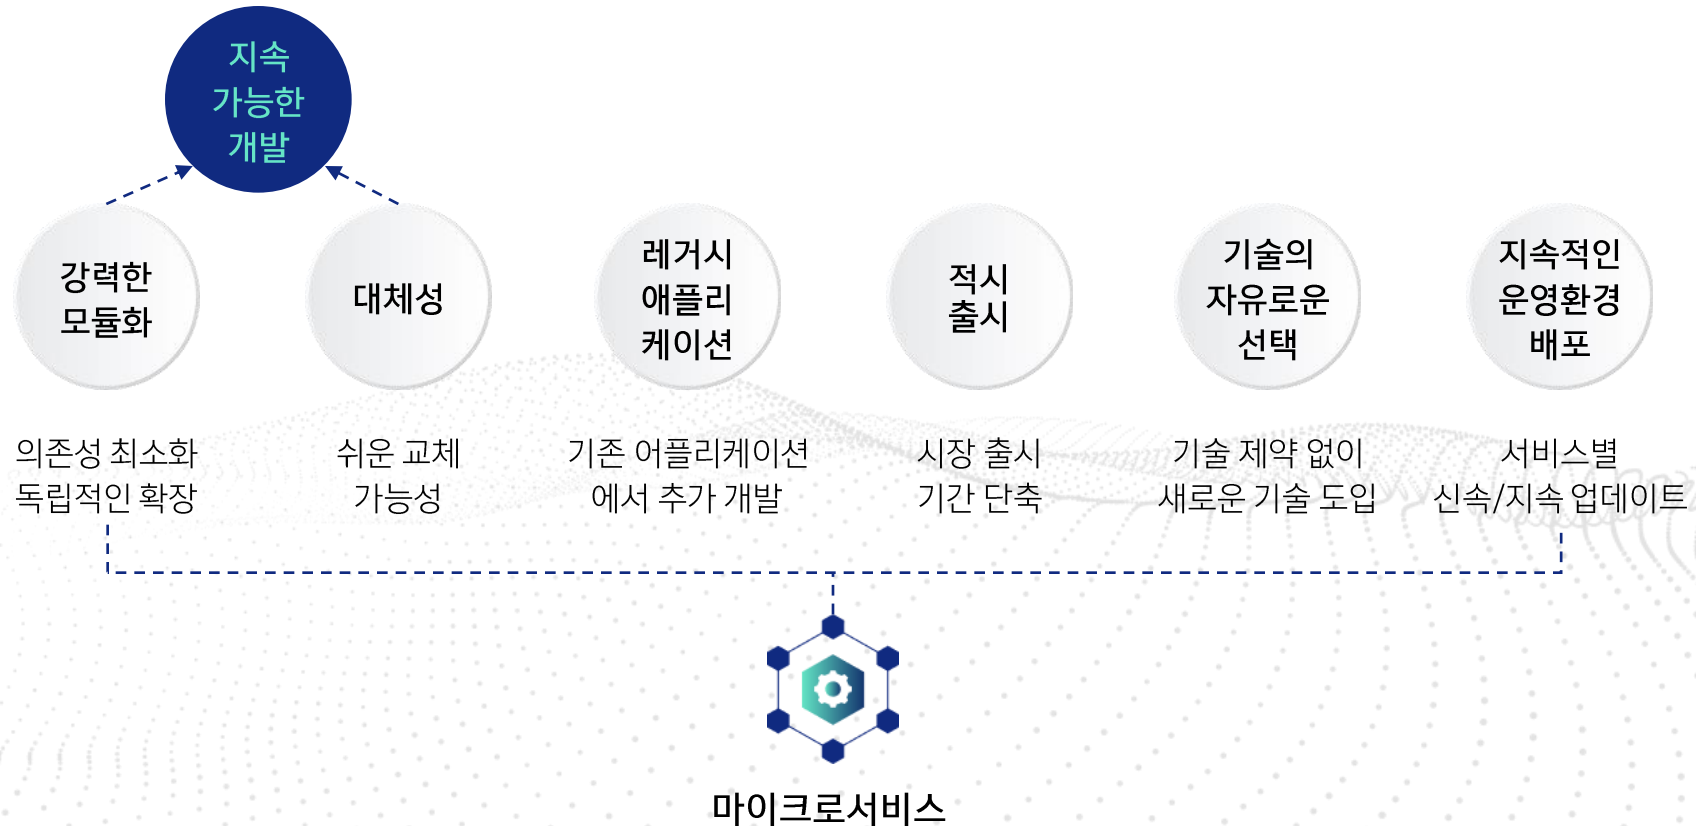 지속
가능한
개발
강력한
모듈화
대체성
레거시
애플리
케이션
적시
출시
기술의
자유로운
선택
지속적인
운영환경
배포
의존성 최소화
독립적인 확장
쉬운 교체
가능성
기존 어플리케이션
에서 추가 개발
시장 출시
기간 단축
기술 제약 없이
새로운 기술 도입
서비스별
신속/지속 업데이트
마이크로서비스